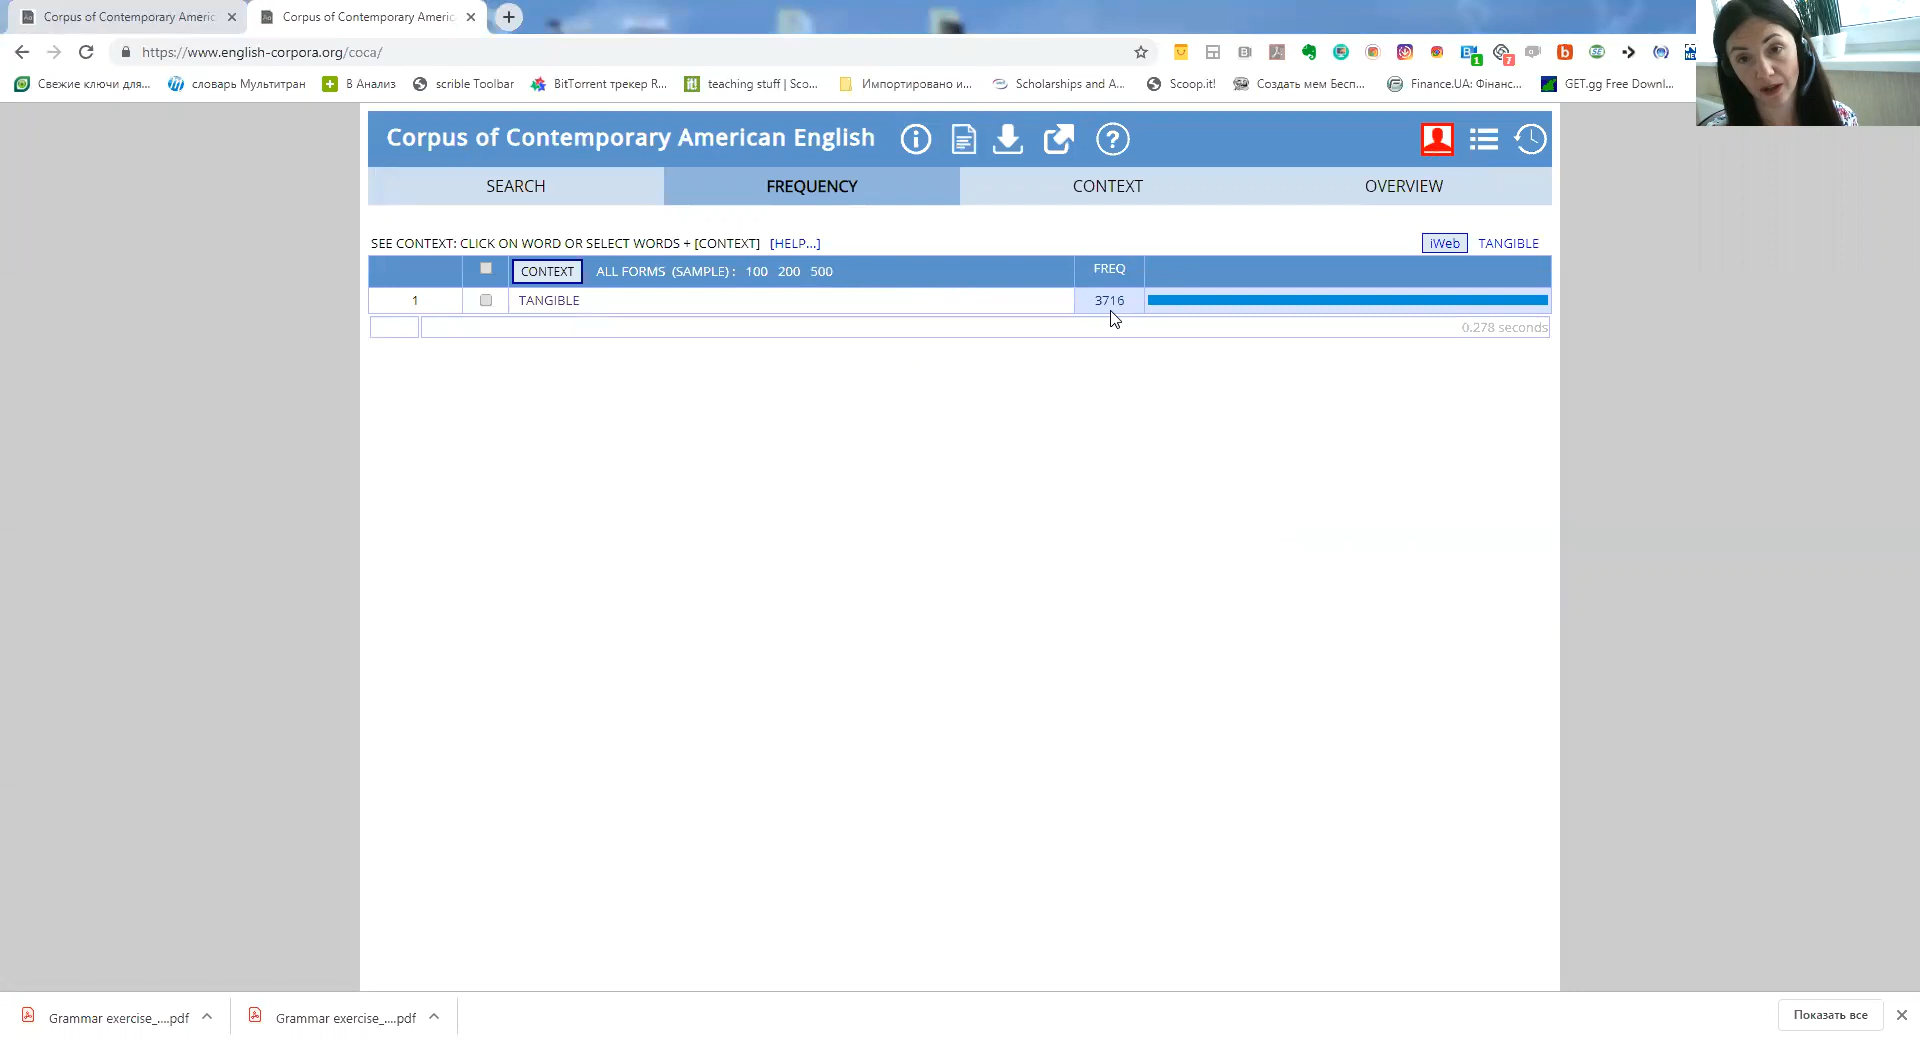 Corpus of Contemporary Americ
Corpus of Contemporary Americ
https://www.english-corpora.org/coca/
Свежие ключи для...
словарь Мультитран
В Анализ
scrible Toolbar
BitTorrent трекер R...
teaching stuff | Sco...
Импортировано и...
Scholarships and A...
Scoop.it!
Создать мем Бесп...
Finance.UA: Фінанс...
GET.gg Free Downl...
Corpus of Contemporary American English
SEARCH
FREQUENCY
CONTEXT
OVERVIEW
SEE CONTEXT: CLICK ON WORD OR SELECT WORDS + [CONTEXT] [HELP...]
iWeb TANGIBLE
CONTEXT ALL FORMS (SAMPLE) : 100 200 500 FREQ
1 TANGIBLE 3716
0.278 seconds
Grammar exercise_....pdf
Grammar exercise_....pdf
Показать все